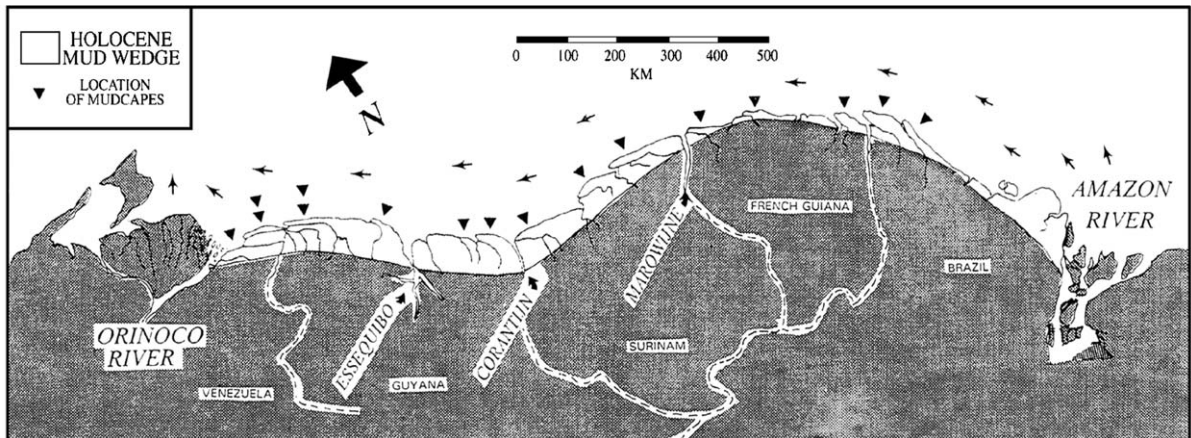 HOLOCENE
MUD WEDGE
LOCATION
OF MUDCAPES
0 100 200 300 400 500
KM
N
AMAZON
RIVER
FRENCH GUIANA
MAROWIJNE
BRAZIL
ORINOCO
RIVER
ESSEQUIBO
CORANTIJN
SURINAM
VENEZUELA
GUYANA